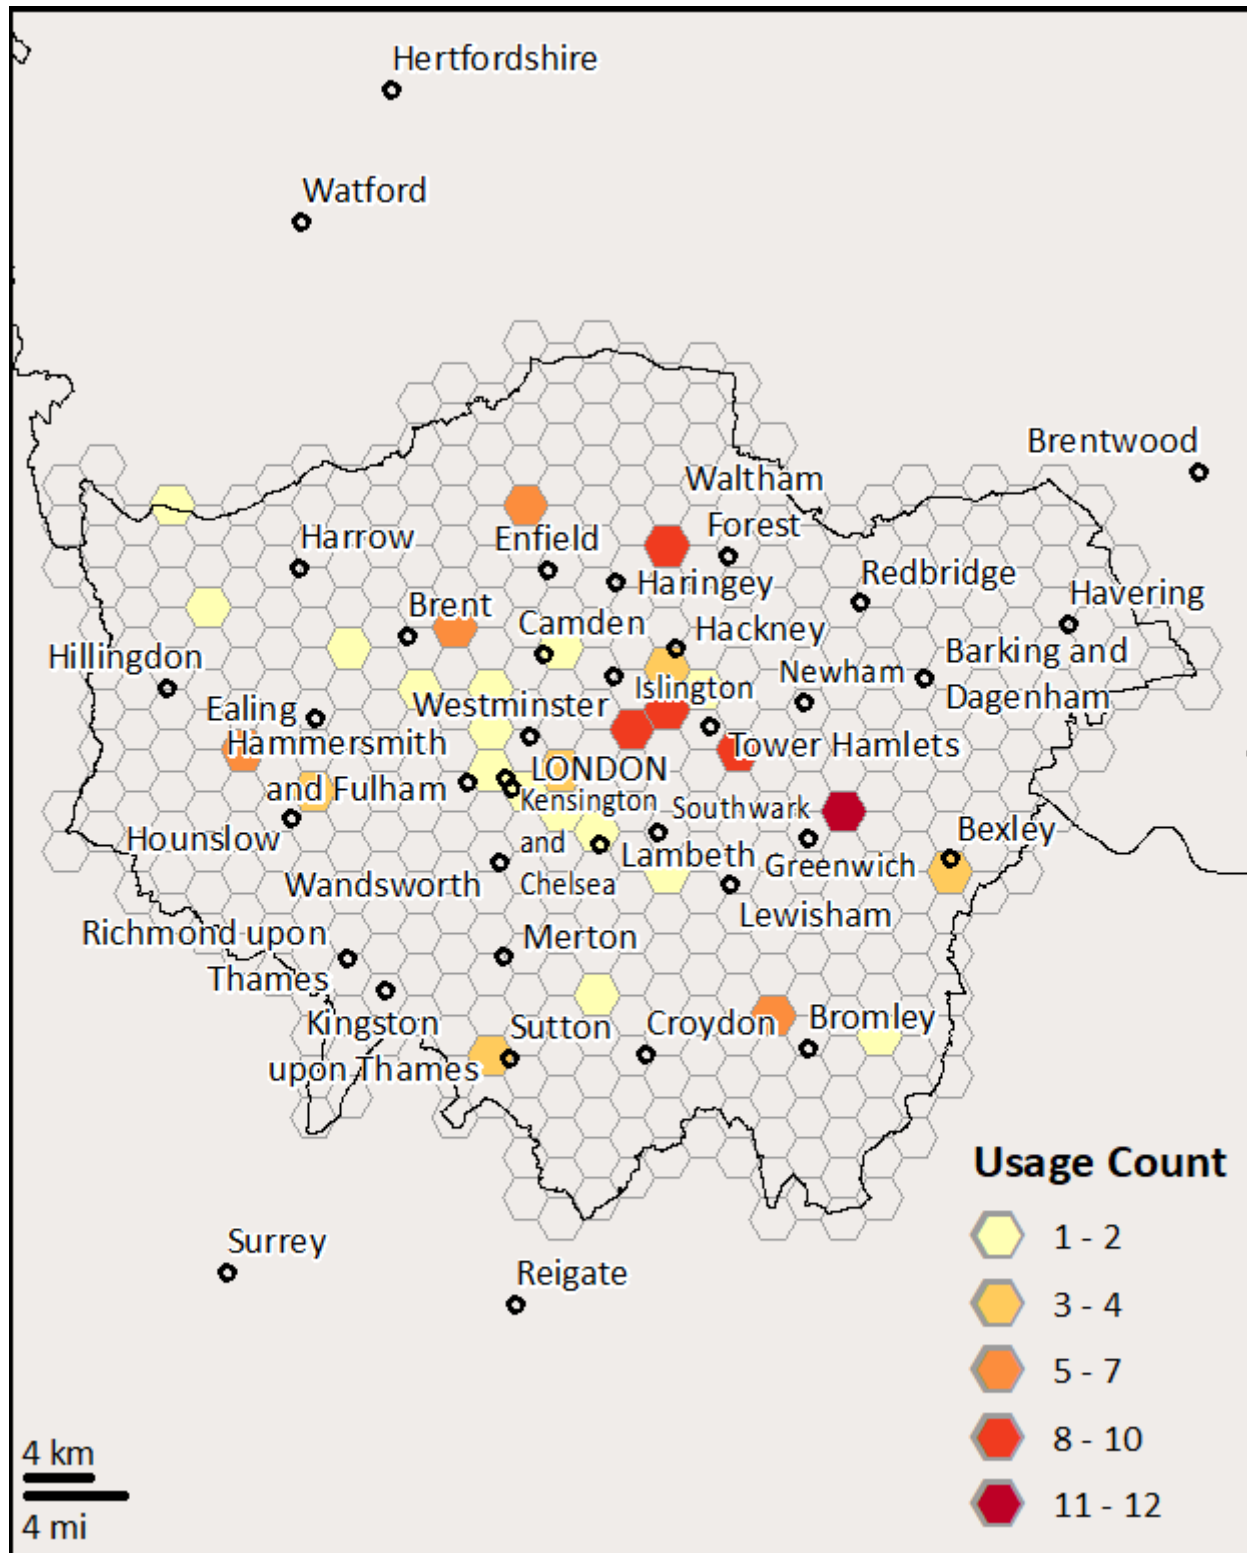 Hertfordshire
Watford
Brentwood
Waltham
Forest
Harrow
Enfield
Haringey
Redbridge
Havering
Brent
Camden
Hackney
Barking and
Dagenham
Hillingdon
Newham
Islington
Ealing
Westminster
Hammersmith
and Fulham
Tower Hamlets
LONDON
Kensington
and
Chelsea
Southwark
Hounslow
Bexley
Lambeth
Greenwich
Wandsworth
Lewisham
Richmond upon
Thames
Merton
Kingston
upon Thames
Sutton
Croydon
Bromley
Surrey
Reigate
Usage Count
1 - 2
3 - 4
5 - 7
8 - 10
11 - 12
4 km
4 mi